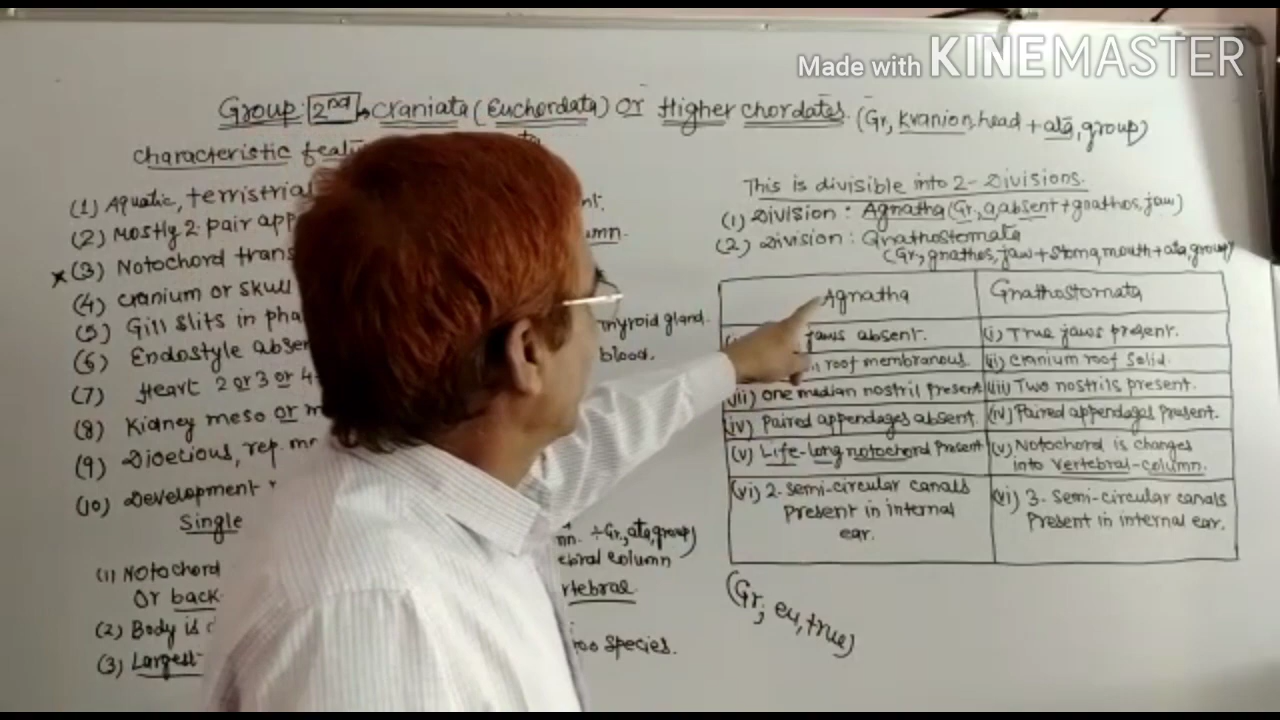 Made with KINEMASTER
Group: 2nd → Craniata (Euchordata) Or Higher chordates. (Gr, Kranion, head + ata, group)
characteristic
(1) Aquatic, terristrial
(2) Mostly 2 pair
(3) Notochord
(4) cranium or skull
(5) Gill slits in
(6) Endostyle
(7) Heart 2 or 3 or 4
(8) Kidney meso or
(9) Dioecious, rep.
(10) Development
Single
(1) Notochord
Or back
(2) Body is
(3) Largest
thyroid gland.
blood.
÷Gr, ata, group)
column
species.
This is divisible into 2-Divisions.
(1) Division : Agnatha (Gr, a, absent + gnathos, jaw)
(2) Division : Gnathostomata
(Gr, gnathos, jaw + stoma, mouth + ata, group)
Agnatha
jaws absent.
roof membranous
(iii) one median nostril present
(iv) Paired appendages absent.
(v) Life-long notochord present
(vi) 2-semi-circular canals
present in internal
ear.
Gnathostomata
(i) True jaws present.
(ii) Cranium roof solid.
(iii) Two nostrils present.
(iv) Paired appendages present.
(v) Notochord is changes
into vertebral-column.
(vi) 3-Semi-circular canals
present in internal ear.
(Gr, eu, true)